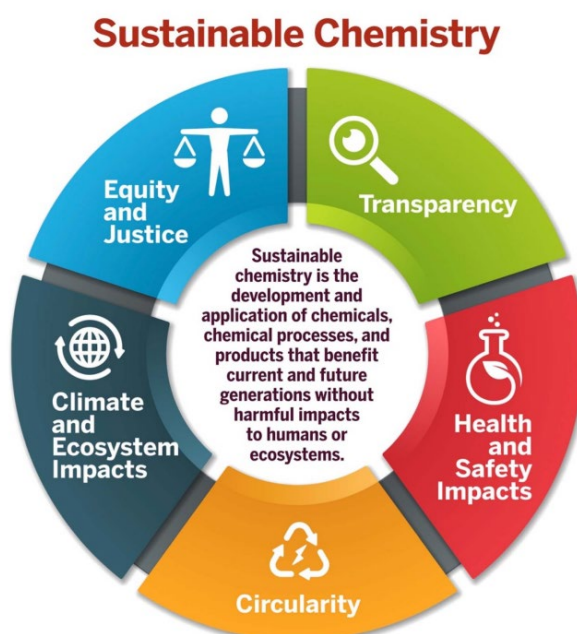 Sustainable Chemistry
Equity
and
Justice
Transparency
Sustainable
chemistry is the
development and
application of chemicals,
chemical processes, and
products that benefit
current and future
generations without
harmful impacts
to humans or
ecosystems.
Climate
and
Ecosystem
Impacts
Health
and
Safety
Impacts
Circularity